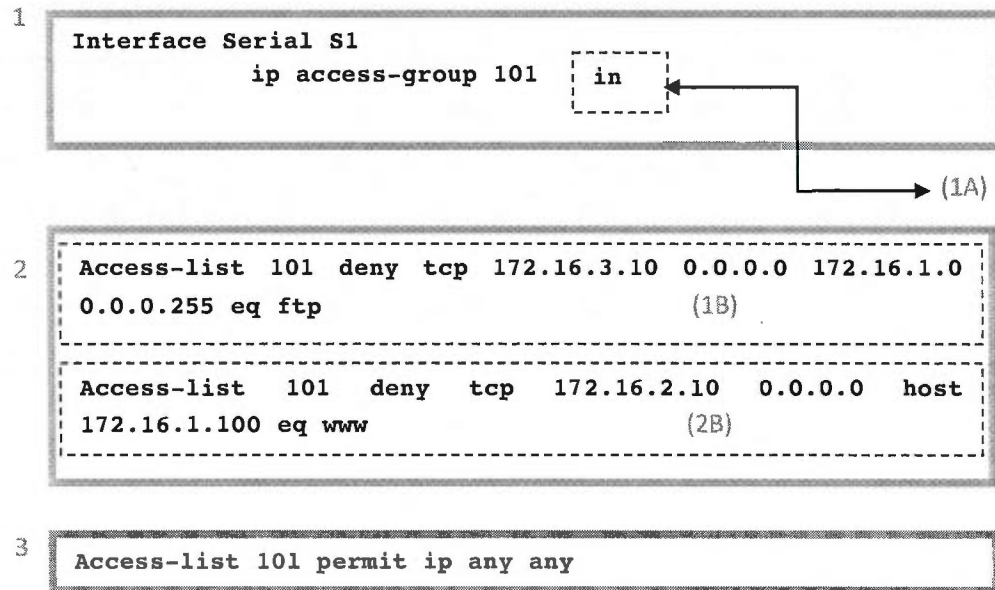 1
Interface Serial S1
ip access-group 101 in
(1A)
2
Access-list 101 deny tcp 172.16.3.10 0.0.0.0 172.16.1.0
0.0.0.255 eq ftp (1B)
Access-list 101 deny tcp 172.16.2.10 0.0.0.0 host
172.16.1.100 eq www (2B)
3
Access-list 101 permit ip any any